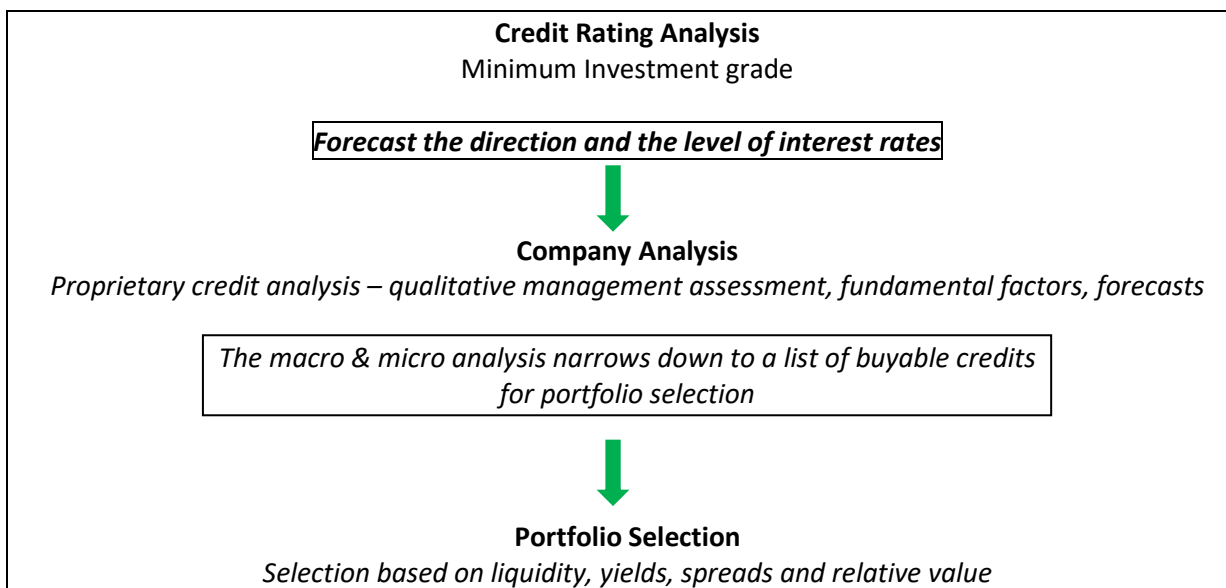 Credit Rating Analysis
Minimum Investment grade
Forecast the direction and the level of interest rates
Company Analysis
Proprietary credit analysis – qualitative management assessment, fundamental factors, forecasts
The macro & micro analysis narrows down to a list of buyable credits
for portfolio selection
Portfolio Selection
Selection based on liquidity, yields, spreads and relative value